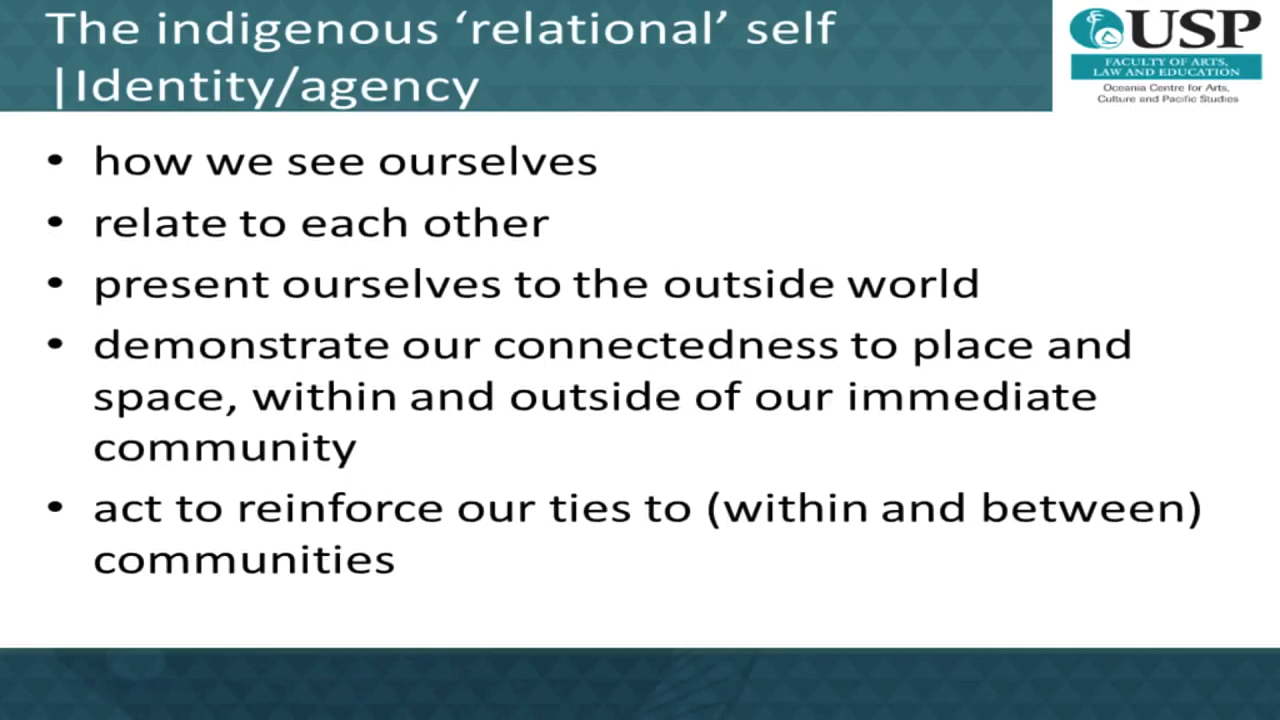 The indigenous ‘relational’ self
|Identity/agency
USP
FACULTY OF ARTS,
LAW AND EDUCATION
Oceania Centre for Arts,
Culture and Pacific Studies
• how we see ourselves
• relate to each other
• present ourselves to the outside world
• demonstrate our connectedness to place and
space, within and outside of our immediate
community
• act to reinforce our ties to (within and between)
communities